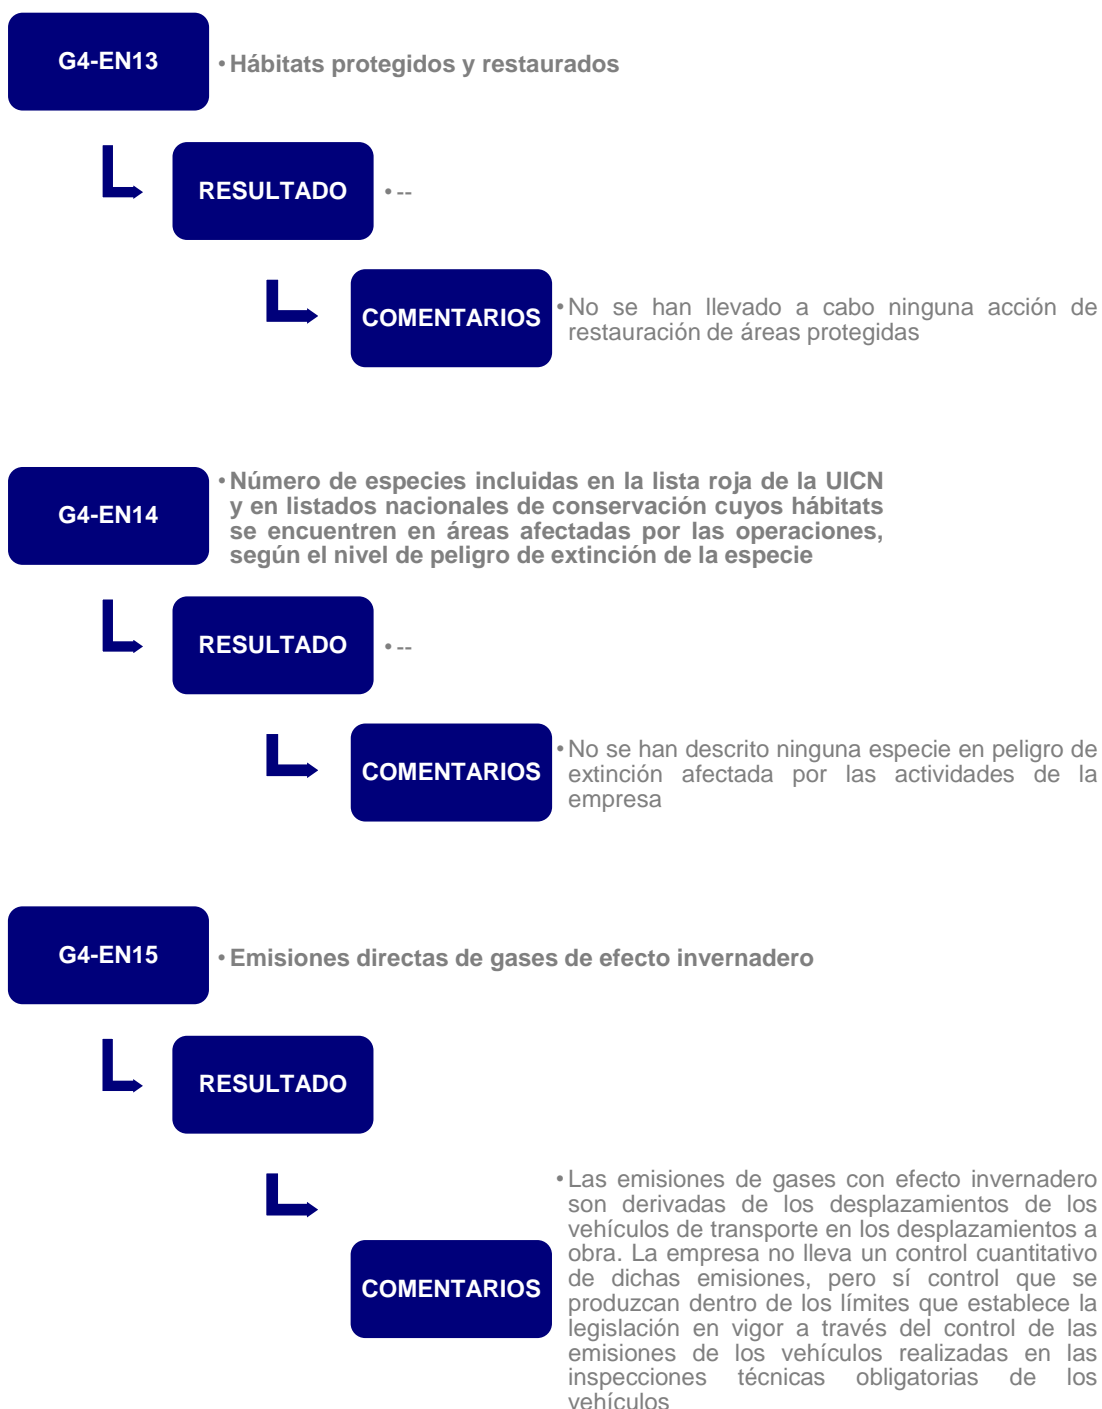 G4-EN13
• Hábitats protegidos y restaurados
RESULTADO
• --
COMENTARIOS
• No se han llevado a cabo ninguna acción de
restauración de áreas protegidas
G4-EN14
• Número de especies incluidas en la lista roja de la UICN
y en listados nacionales de conservación cuyos hábitats
se encuentren en áreas afectadas por las operaciones,
según el nivel de peligro de extinción de la especie
RESULTADO
• --
COMENTARIOS
• No se han descrito ninguna especie en peligro de
extinción afectada por las actividades de la
empresa
G4-EN15
• Emisiones directas de gases de efecto invernadero
RESULTADO
COMENTARIOS
• Las emisiones de gases con efecto invernadero
son derivadas de los desplazamientos de los
vehículos de transporte en los desplazamientos a
obra. La empresa no lleva un control cuantitativo
de dichas emisiones, pero sí control que se
produzcan dentro de los límites que establece la
legislación en vigor a través del control de las
emisiones de los vehículos realizadas en las
inspecciones técnicas obligatorias de los
vehículos